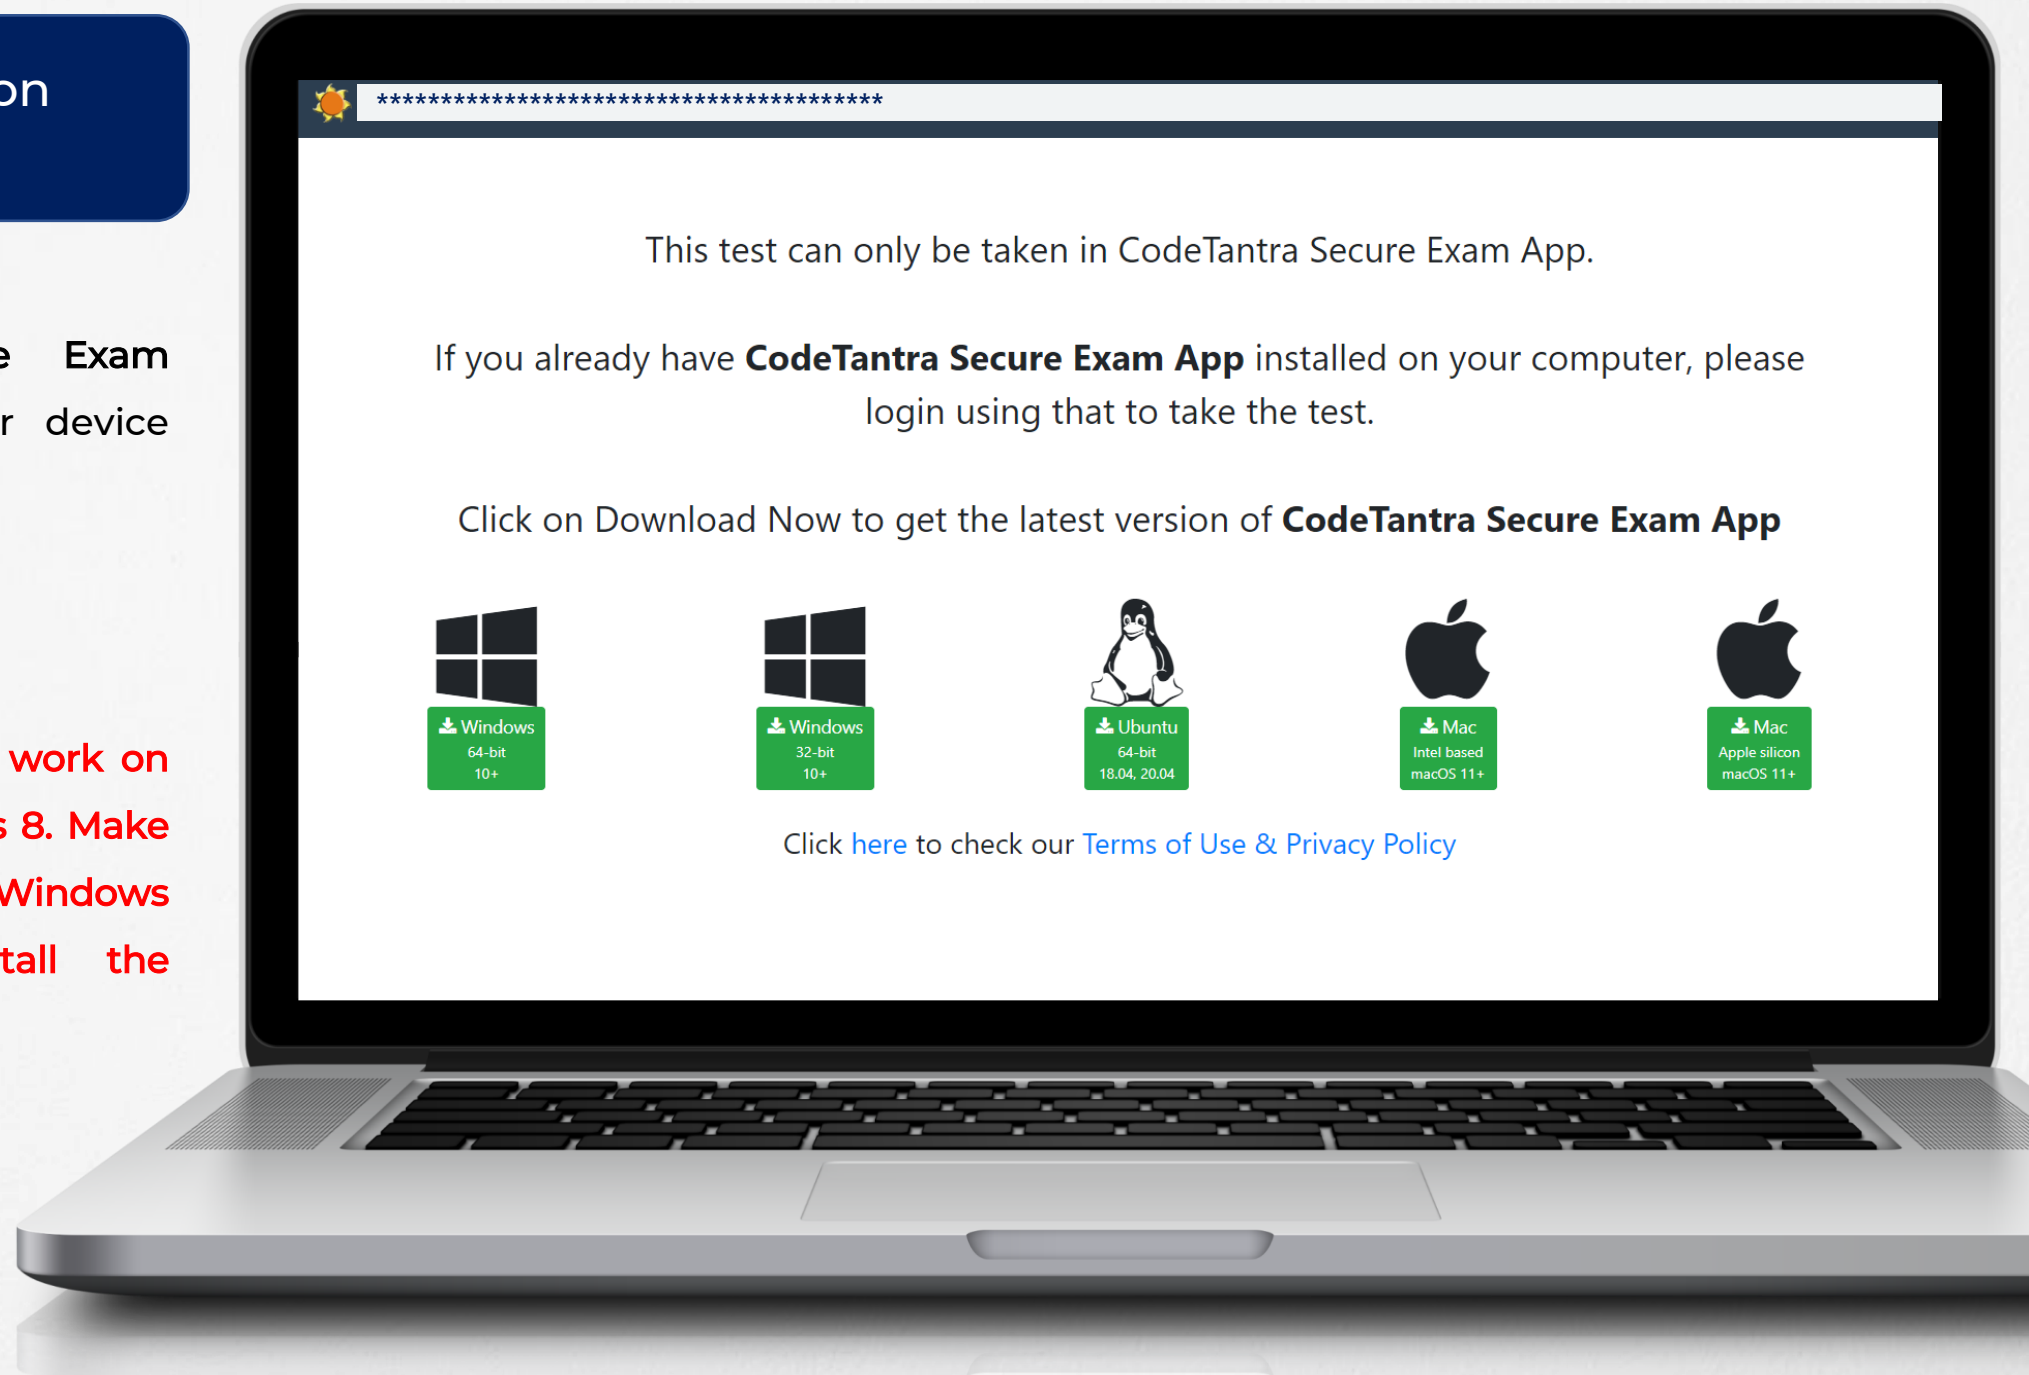 on
e Exam
r device
work on
s 8. Make
Windows
tall the
****************************************
This test can only be taken in CodeTantra Secure Exam App.
If you already have CodeTantra Secure Exam App installed on your computer, please
login using that to take the test.
Click on Download Now to get the latest version of CodeTantra Secure Exam App
Windows
64-bit
10+
Windows
32-bit
10+
Ubuntu
64-bit
18.04, 20.04
Mac
Intel based
macOS 11+
Mac
Apple silicon
macOS 11+
Click here to check our Terms of Use & Privacy Policy